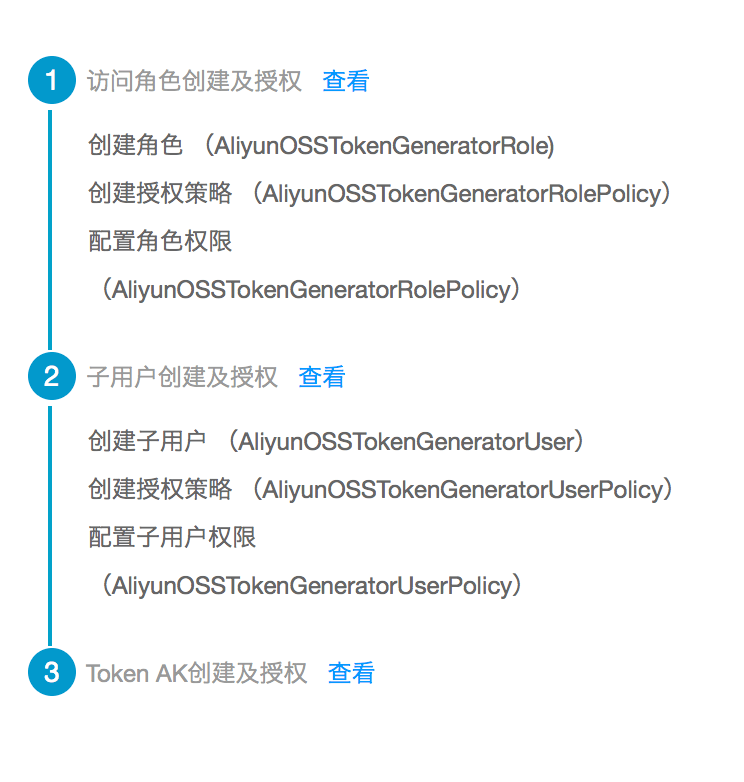 1 访问角色创建及授权 查看
创建角色 （AliyunOSSTokenGeneratorRole)
创建授权策略 （AliyunOSSTokenGeneratorRolePolicy）
配置角色权限
（AliyunOSSTokenGeneratorRolePolicy）
2 子用户创建及授权 查看
创建子用户 （AliyunOSSTokenGeneratorUser）
创建授权策略 （AliyunOSSTokenGeneratorUserPolicy）
配置子用户权限
（AliyunOSSTokenGeneratorUserPolicy）
3 Token AK创建及授权 查看